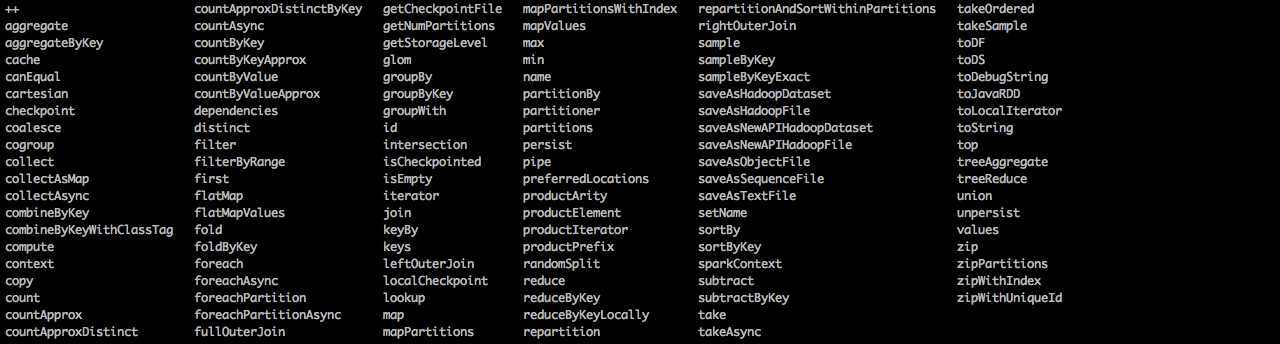 ++ countApproxDistinctByKey getCheckpointFile mapPartitionsWithIndex repartitionAndSortWithinPartitions takeOrdered
aggregate countAsync getNumPartitions mapValues rightOuterJoin takeSample
aggregateByKey countByKey getStorageLevel max sample toDF
cache countByKeyApprox glom min sampleByKey toDS
canEqual countByValue groupBy name sampleByKeyExact toDebugString
cartesian countByValueApprox groupByKey partitionBy saveAsHadoopDataset toJavaRDD
checkpoint dependencies groupWith partitioner saveAsHadoopFile toLocalIterator
coalesce distinct id partitions saveAsNewAPIHadoopDataset toString
cogroup filter intersection persist saveAsNewAPIHadoopFile top
collect filterByRange isCheckpointed pipe saveAsObjectFile treeAggregate
collectAsMap first isEmpty preferredLocations saveAsSequenceFile treeReduce
collectAsync flatMap iterator productArity saveAsTextFile union
combineByKey flatMapValues join productElement setName unpersist
combineByKeyWithClassTag fold keyBy productIterator sortBy values
compute foldByKey keys productPrefix sortByKey zip
context foreach leftOuterJoin randomSplit sparkContext zipPartitions
copy foreachAsync localCheckpoint reduce subtract zipWithIndex
count foreachPartition lookup reduceByKey subtractByKey zipWithUniqueId
countApprox foreachPartitionAsync map reduceByKeyLocally take
countApproxDistinct fullOuterJoin mapPartitions repartition takeAsync